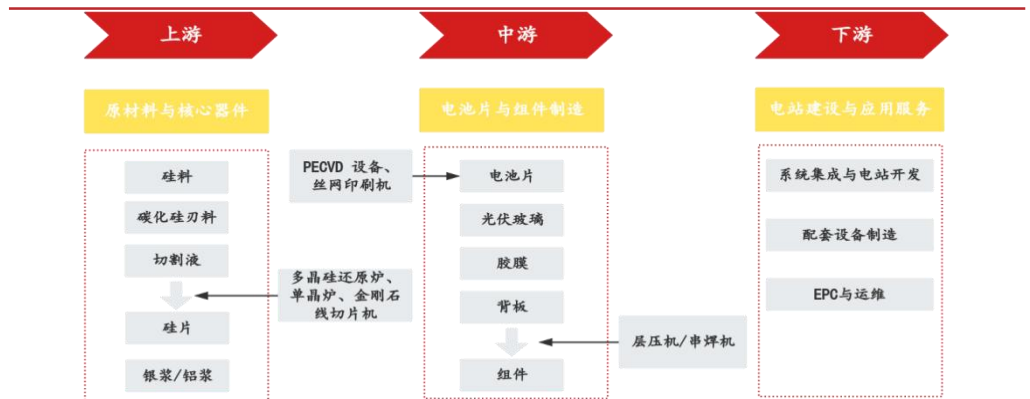 上游
中游
下游
原材料与核心器件
电池片与组件制造
电站建设与应用服务
硅料
碳化硅刃料
切割液
硅片
银浆/铝浆
多晶硅还原炉、
单晶炉、金刚石
线切片机
PECVD 设备、
丝网印刷机
电池片
光伏玻璃
胶膜
背板
组件
层压机/串焊机
系统集成与电站开发
配套设备制造
EPC与运维